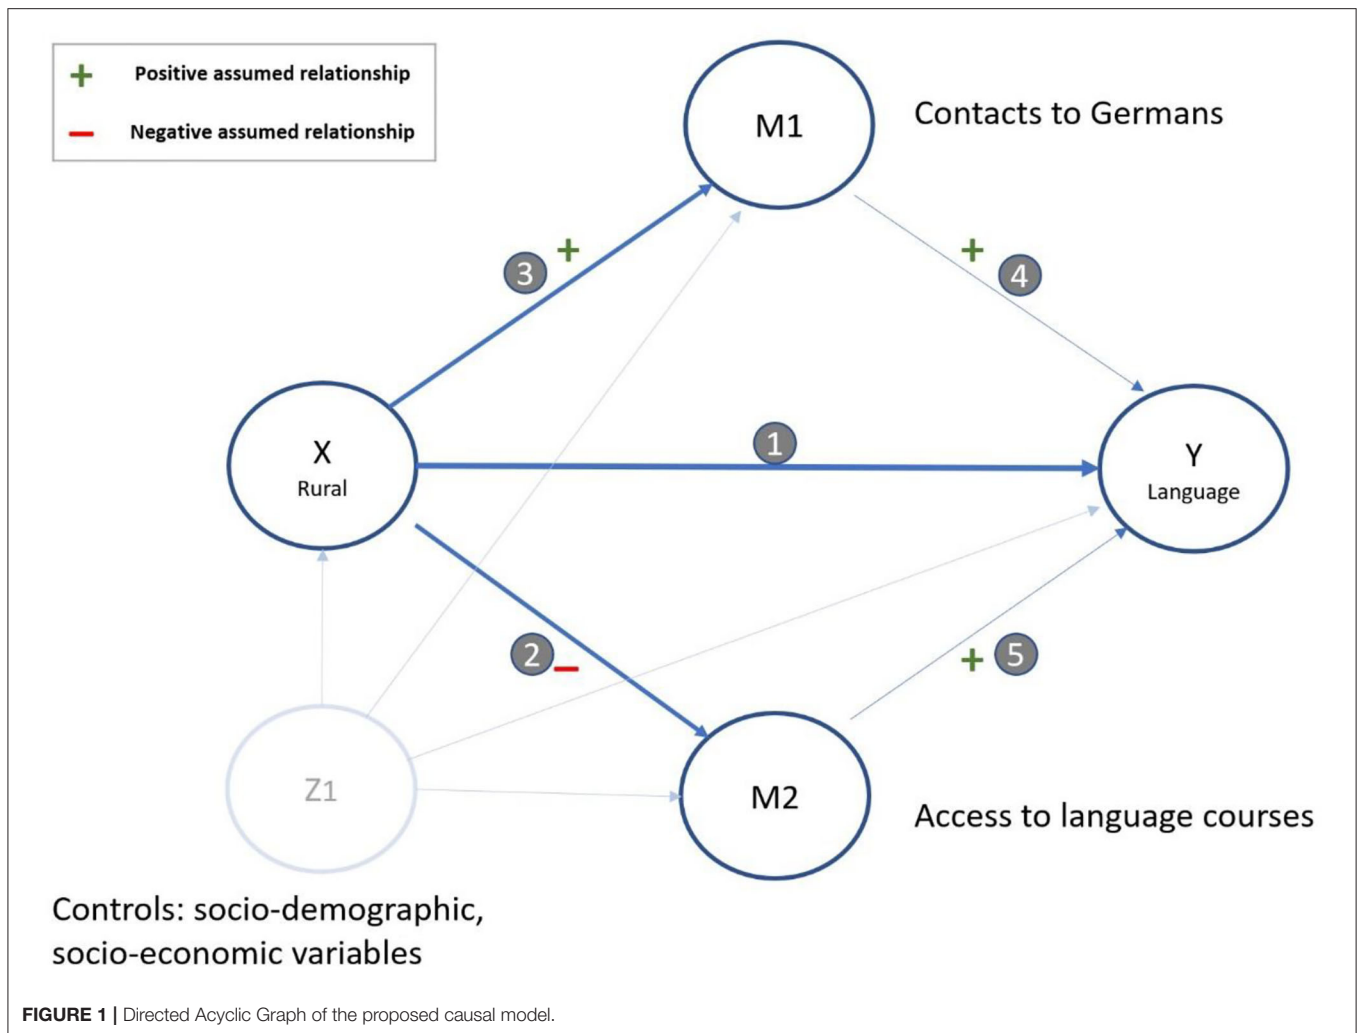 + Positive assumed relationship
− Negative assumed relationship
M1
Contacts to Germans
3 +
+ 4
X
Rural
1
Y
Language
2 −
+ 5
Z1
M2
Access to language courses
Controls: socio-demographic,
socio-economic variables
FIGURE 1 | Directed Acyclic Graph of the proposed causal model.